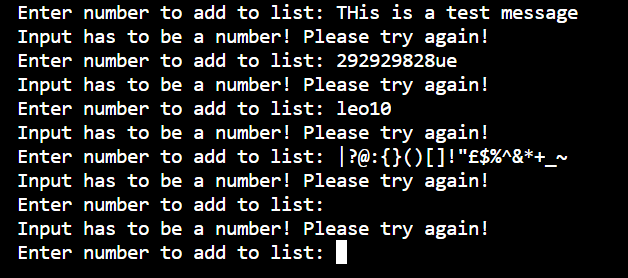 Enter number to add to list: THis is a test message
Input has to be a number! Please try again!
Enter number to add to list: 292929828ue
Input has to be a number! Please try again!
Enter number to add to list: leo10
Input has to be a number! Please try again!
Enter number to add to list: |?@:{}()[]!"£$%^&*+_~
Input has to be a number! Please try again!
Enter number to add to list:
Input has to be a number! Please try again!
Enter number to add to list: